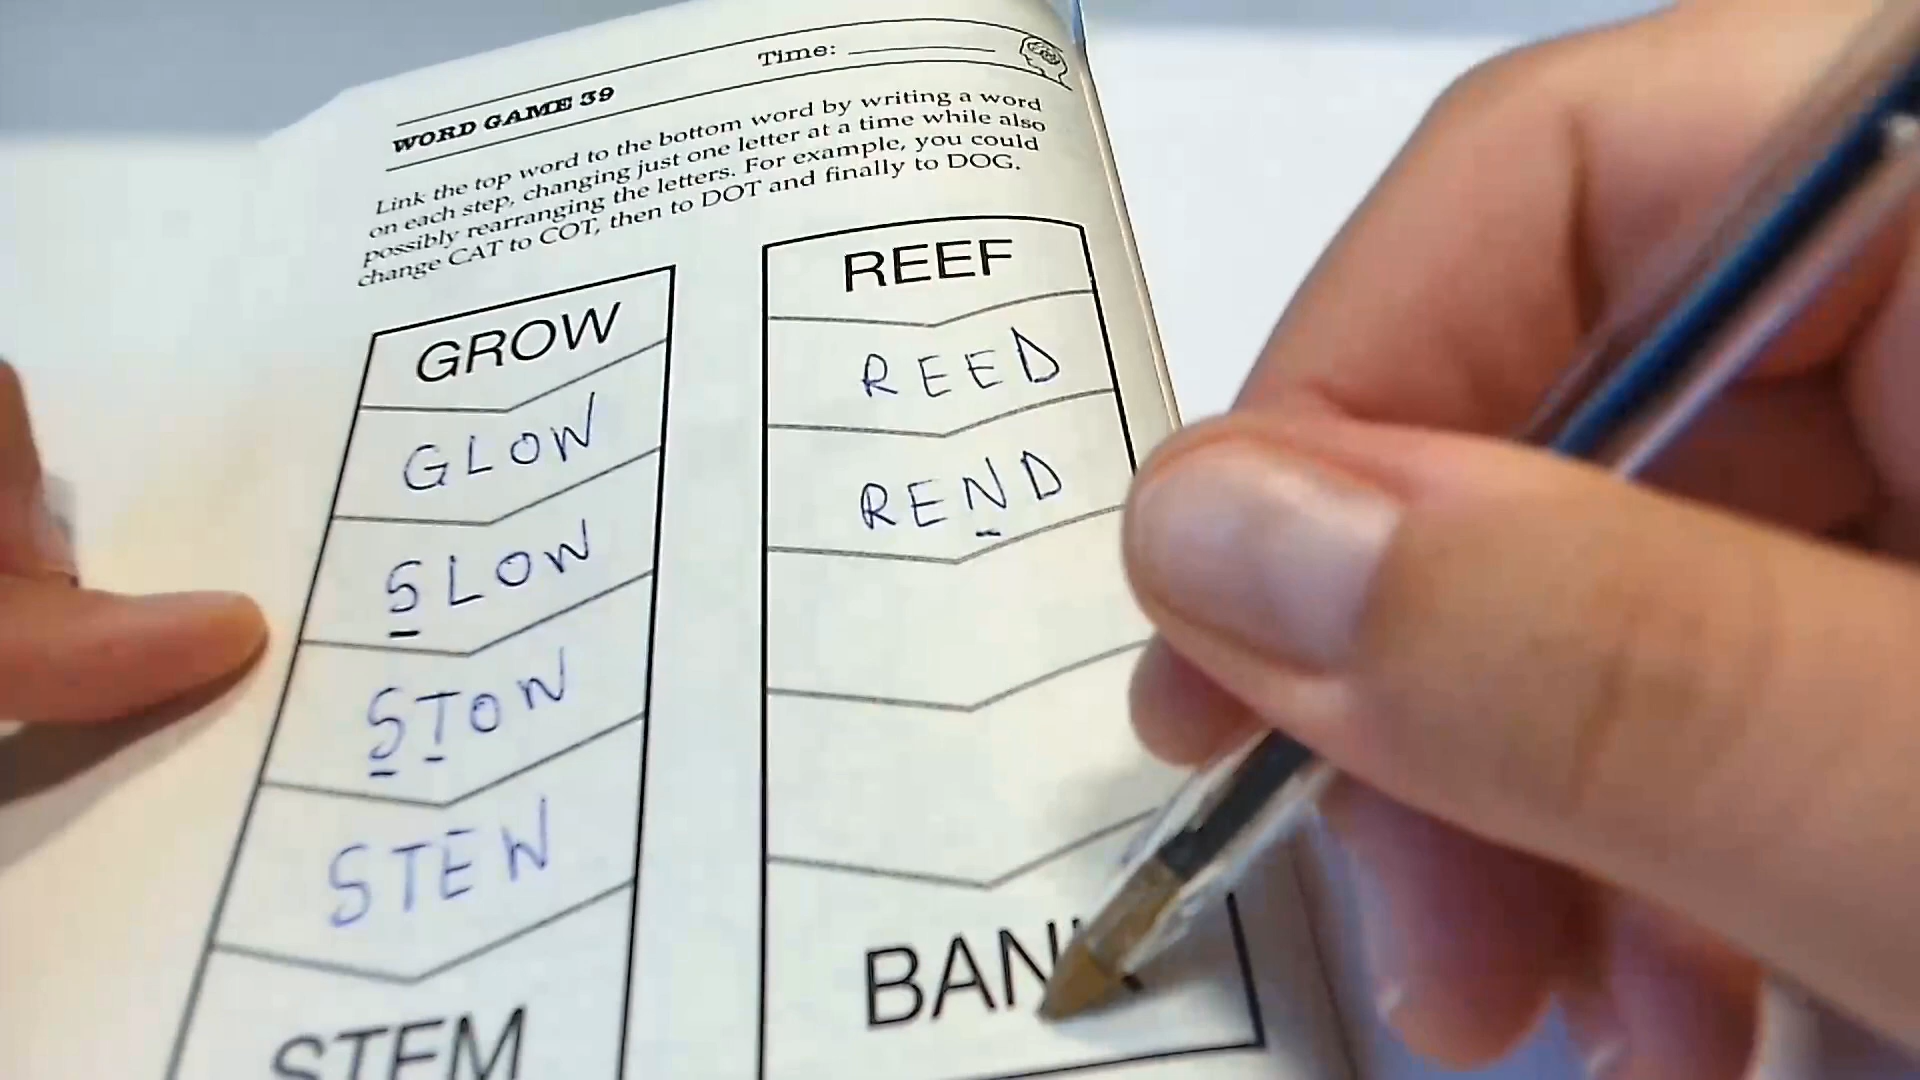 WORD GAME 39
Time:
Link the top word to the bottom word by writing a word
on each step, changing just one letter at a time while also
possibly rearranging the letters. For example, you could
change CAT to COT, then to DOT and finally to DOG.
GROW
GLOW
SLOW
STOW
STEW
STEM
REEF
REED
REND